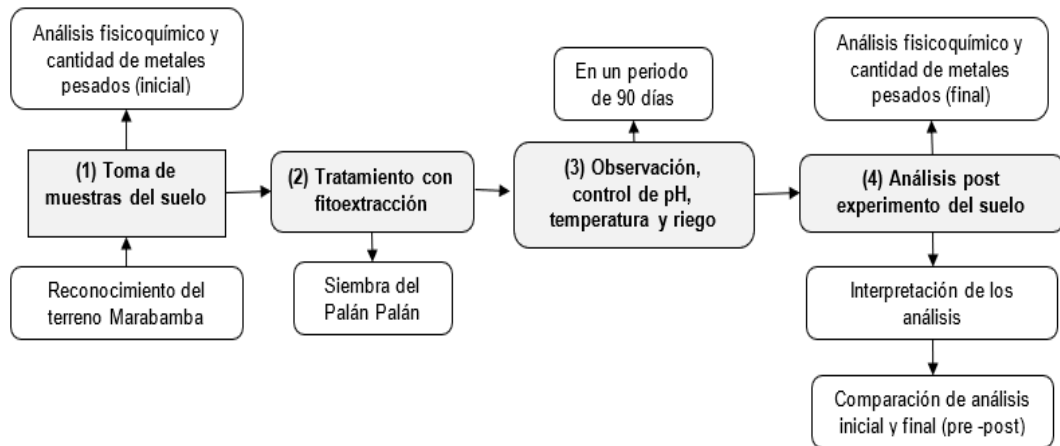 Análisis fisicoquímico y
cantidad de metales
pesados (inicial)
(1) Toma de
muestras del suelo
Reconocimiento del
terreno Marabamba
(2) Tratamiento con
fitoextracción
Siembra del
Palán Palán
En un periodo
de 90 días
(3) Observación,
control de pH,
temperatura y riego
Análisis fisicoquímico y
cantidad de metales
pesados (final)
(4) Análisis post
experimento del suelo
Interpretación de los
análisis
Comparación de análisis
inicial y final (pre -post)